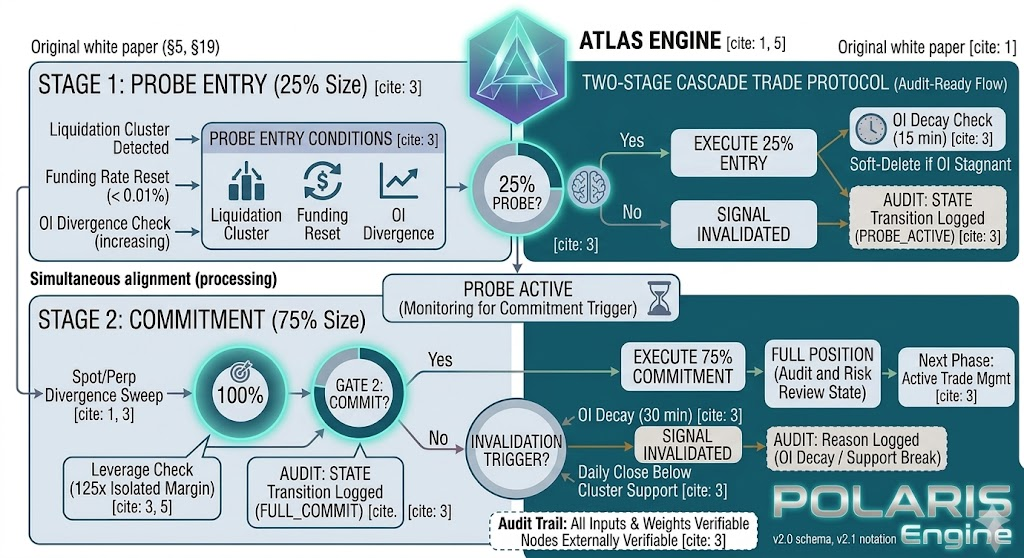 Original white paper (§5, §19)
ATLAS ENGINE [cite: 1, 5]
Original white paper [cite: 1]
STAGE 1: PROBE ENTRY (25% Size) [cite: 3]
Liquidation Cluster
Detected
Funding Rate Reset
(< 0.01%)
OI Divergence Check
(increasing)
PROBE ENTRY CONDITIONS [cite: 3]
Liquidation
Cluster
Funding
Reset
OI
Divergence
25%
PROBE?
[cite: 3]
TWO-STAGE CASCADE TRADE PROTOCOL (Audit-Ready Flow)
Yes
EXECUTE 25%
ENTRY
OI Decay Check
(15 min) [cite: 3]
Soft-Delete if OI Stagnant
No
SIGNAL
INVALIDATED
AUDIT: STATE
Transition Logged
(PROBE_ACTIVE) [cite: 3]
Simultaneous alignment (processing)
PROBE ACTIVE
(Monitoring for Commitment Trigger)
STAGE 2: COMMITMENT (75% Size)
Spot/Perp
Divergence Sweep
[cite: 1, 3]
100%
GATE 2:
COMMIT?
Yes
EXECUTE 75%
COMMITMENT
FULL POSITION
(Audit and Risk
Review State)
Next Phase:
Active Trade Mgmt
[cite: 3]
No
INVALIDATION
TRIGGER?
OI Decay (30 min) [cite: 3]
SIGNAL
INVALIDATED
Daily Close Below
Cluster Support [cite: 3]
AUDIT: Reason Logged
(OI Decay / Support Break)
Leverage Check
(125x Isolated Margin)
[cite: 3, 5]
AUDIT: STATE
Transition Logged
(FULL_COMMIT) [cite. [cite: 3]
Audit Trail: All Inputs & Weights Verifiable
Nodes Externally Verifiable [cite: 3]
POLARIS
v2.0 schema, v2.1 notation Engine